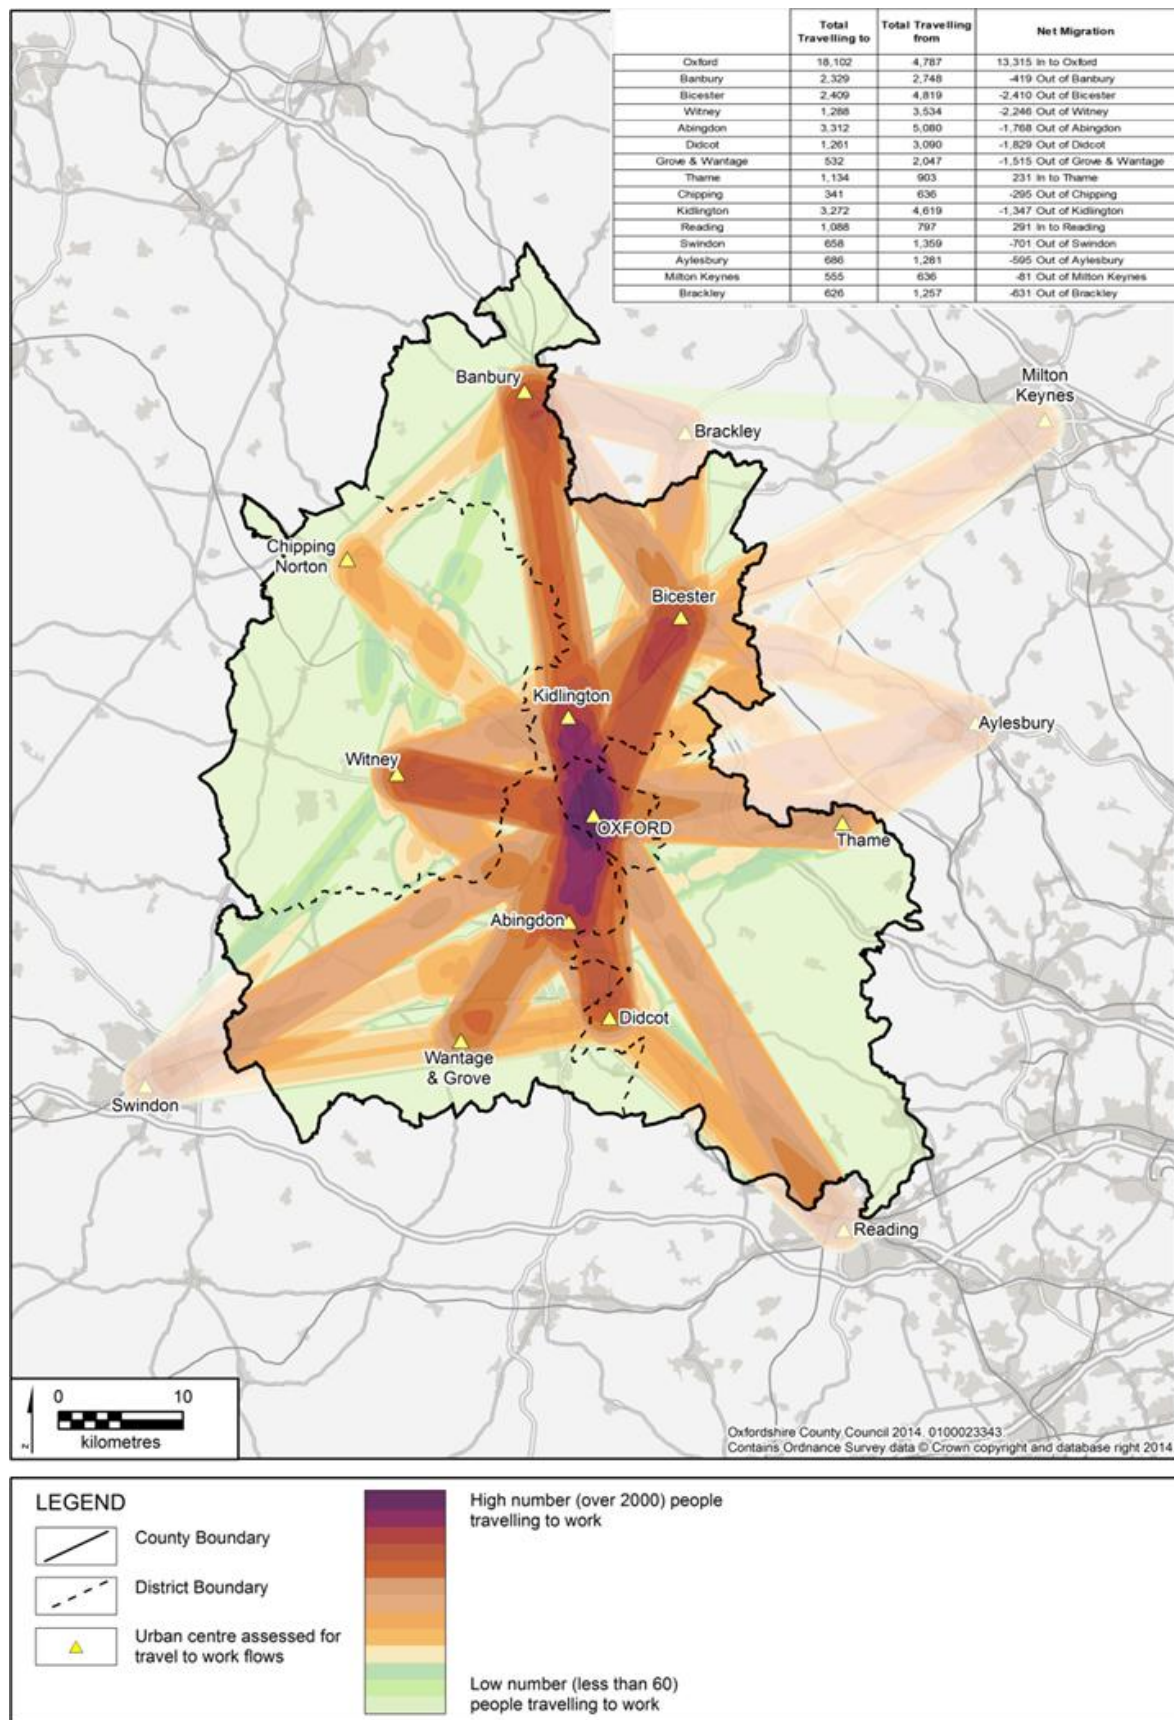 Total Travelling to Total Travelling from Net Migration
Oxford 18,102 4,787 13,315 In to Oxford
Banbury 2,329 2,748 -419 Out of Banbury
Bicester 2,409 4,819 -2,410 Out of Bicester
Witney 1,288 3,534 -2,246 Out of Witney
Abingdon 3,312 5,080 -1,768 Out of Abingdon
Didcot 1,261 3,090 -1,829 Out of Didcot
Grove & Wantage 532 2,047 -1,515 Out of Grove & Wantage
Thame 1,134 903 231 In to Thame
Chipping 341 636 -295 Out of Chipping
Kidlington 3,272 4,619 -1,347 Out of Kidlington
Reading 1,088 797 291 In to Reading
Swindon 658 1,359 -701 Out of Swindon
Aylesbury 686 1,281 -595 Out of Aylesbury
Milton Keynes 555 636 -81 Out of Milton Keynes
Brackley 626 1,257 -631 Out of Brackley
Banbury
Milton
Keynes
Brackley
Chipping
Norton
Bicester
Kidlington
Aylesbury
Witney
OXFORD
Thame
Abingdon
Didcot
Wantage
& Grove
Swindon
Reading
0 10
kilometres
z
Oxfordshire County Council 2014. 0100023343.
Contains Ordnance Survey data © Crown copyright and database right 2014
LEGEND
County Boundary
District Boundary
Urban centre assessed for
travel to work flows
High number (over 2000) people
travelling to work
Low number (less than 60)
people travelling to work